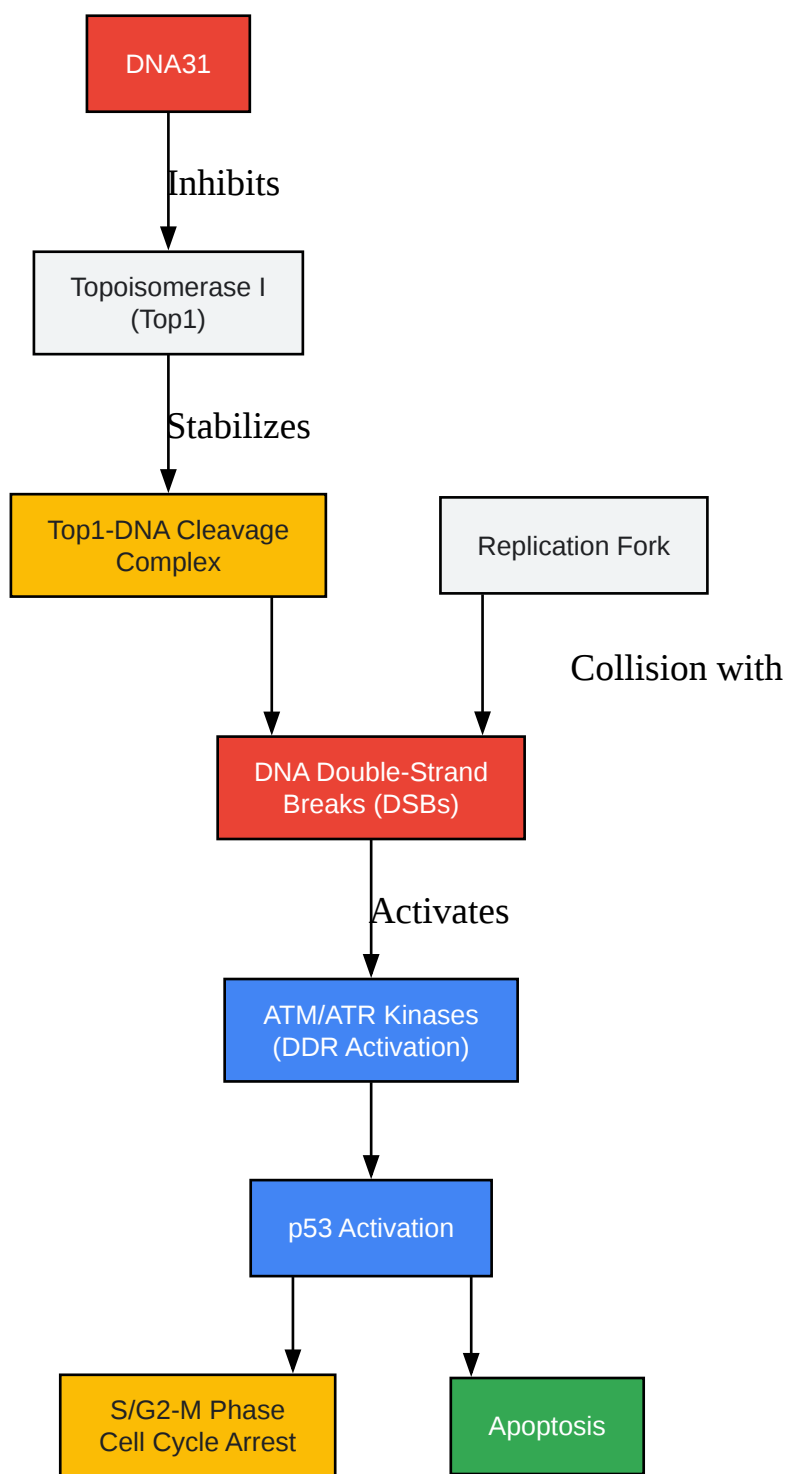 DNA31
Inhibits
Topoisomerase I
(Top1)
Stabilizes
Top1-DNA Cleavage
Complex
Replication Fork
Collision with
DNA Double-Strand
Breaks (DSBs)
Activates
ATM/ATR Kinases
(DDR Activation)
p53 Activation
S/G2-M Phase
Cell Cycle Arrest
Apoptosis